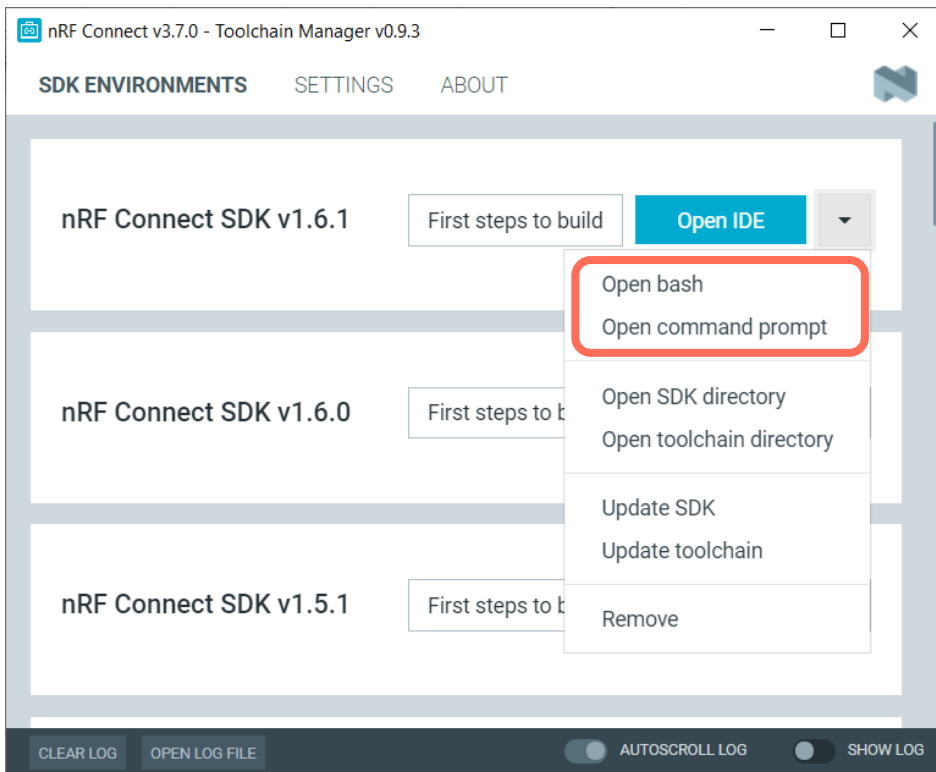 nRF Connect v3.7.0 - Toolchain Manager v0.9.3
SDK ENVIRONMENTS SETTINGS ABOUT
nRF Connect SDK v1.6.1 First steps to build Open IDE
Open bash
Open command prompt
nRF Connect SDK v1.6.0 First steps to b
Open SDK directory
Open toolchain directory
Update SDK
Update toolchain
nRF Connect SDK v1.5.1 First steps to b
Remove
CLEAR LOG OPEN LOG FILE AUTOSCROLL LOG SHOW LOG